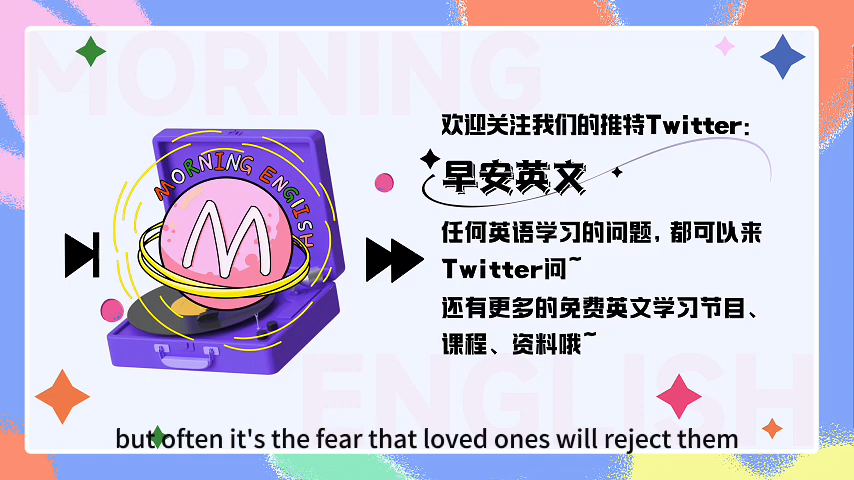 MORNING
欢迎关注我们的推特Twitter：
早安英文
MORNING ENGLISH
M
任何英语学习的问题，都可以来
Twitter问~
还有更多的免费英文学习节目、
课程、资料哦~
ENGLISH
but often it's the fear that loved ones will reject them